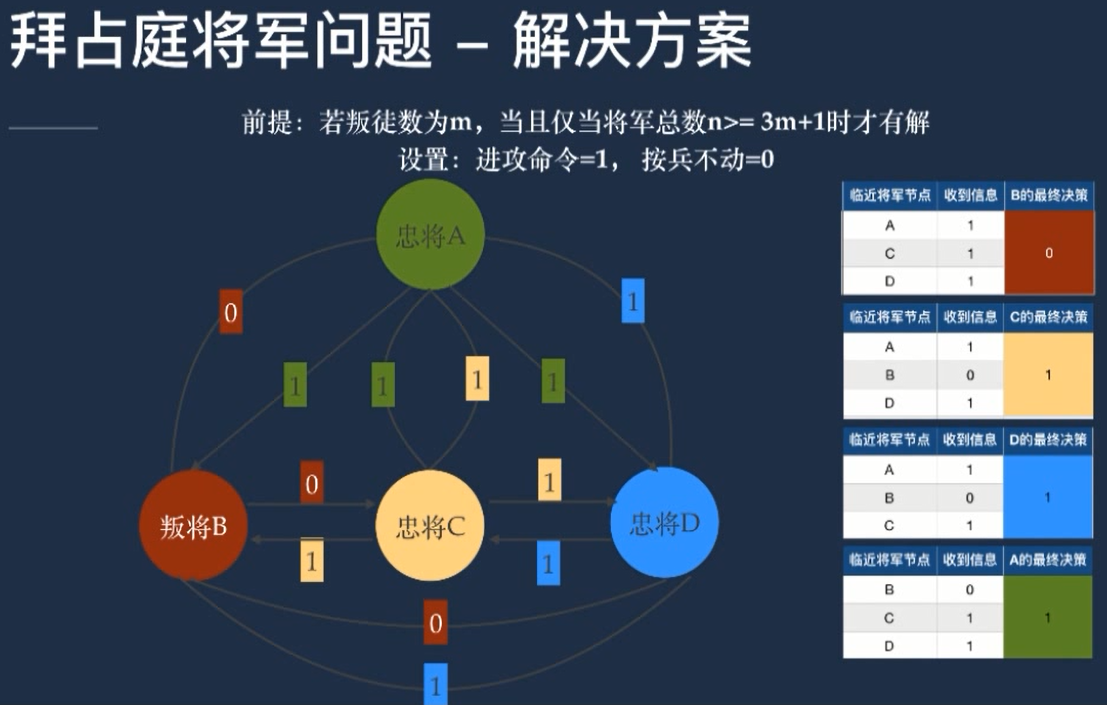 拜占庭将军问题 – 解决方案
前提：若叛徒数为m，当且仅当将军总数n>= 3m+1时才有解
设置：进攻命令=1， 按兵不动=0
忠将A
0
1
1
1
1
1
叛将B
0
1
忠将C
1
1
忠将D
0
1
临近将军节点 收到信息 B的最终决策
A 1
C 1 0
D 1
临近将军节点 收到信息 C的最终决策
A 1
B 0 1
D 1
临近将军节点 收到信息 D的最终决策
A 1
B 0 1
C 1
临近将军节点 收到信息 A的最终决策
B 0
C 1 1
D 1